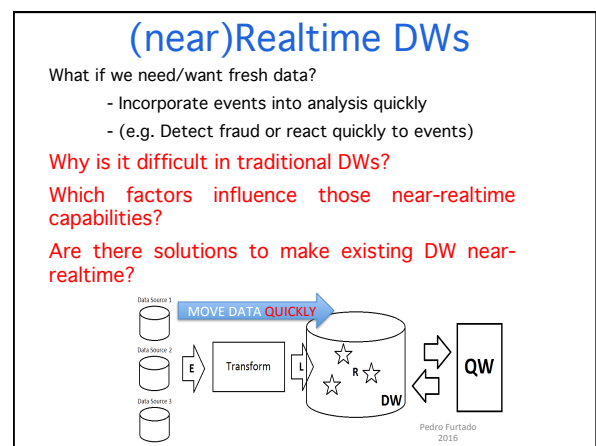 (near)Realtime DWs
What if we need/want fresh data?
- Incorporate events into analysis quickly
- (e.g. Detect fraud or react quickly to events)
Why is it difficult in traditional DWs?
Which factors influence those near-realtime
capabilities?
Are there solutions to make existing DW near-
realtime?
Data Source 1
MOVE DATA QUICKLY
Data Source 2
E
Transform
L
R
DW
QW
Data Source 3
Pedro Furtado
2016